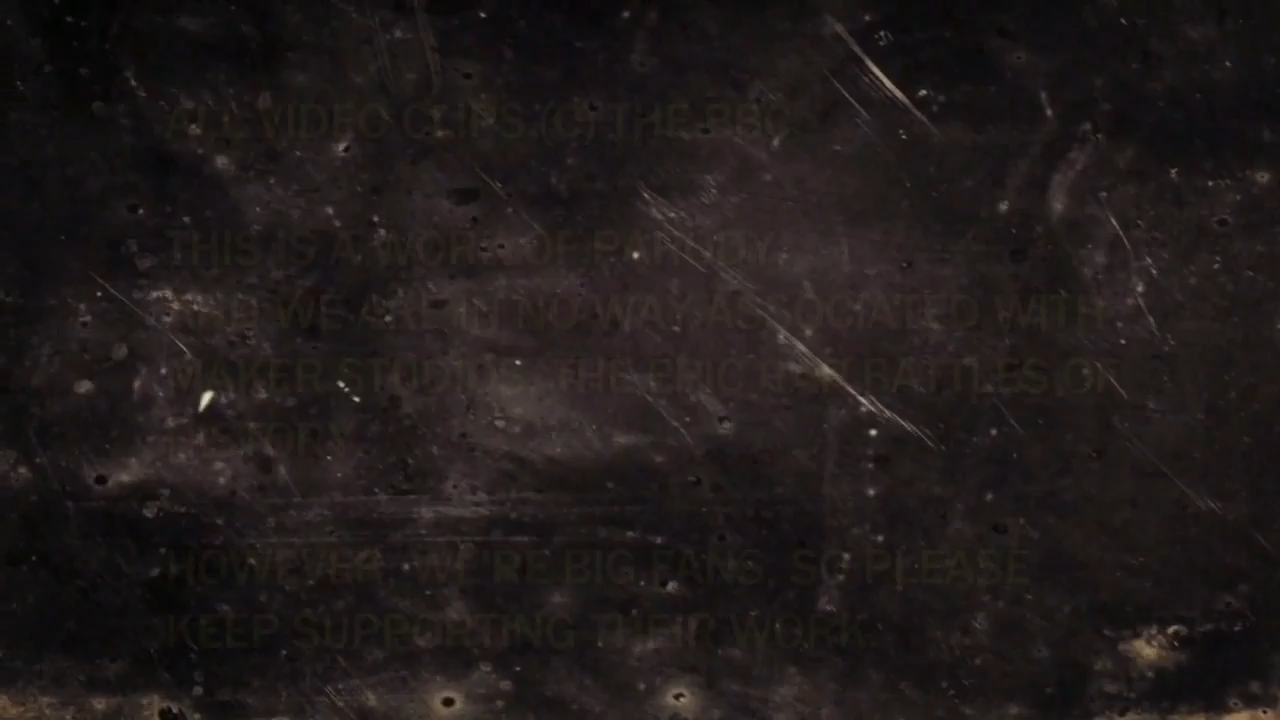 ALL VIDEO CLIPS (C) THE BBC
THIS IS A WORK OF PARODY
AND WE ARE IN NO WAY ASSOCIATED WITH
MAKER STUDIOS, THE EPIC RAP BATTLES OF
HISTORY
HOWEVER, WE'RE BIG FANS, SO PLEASE
KEEP SUPPORTING THEIR WORK.